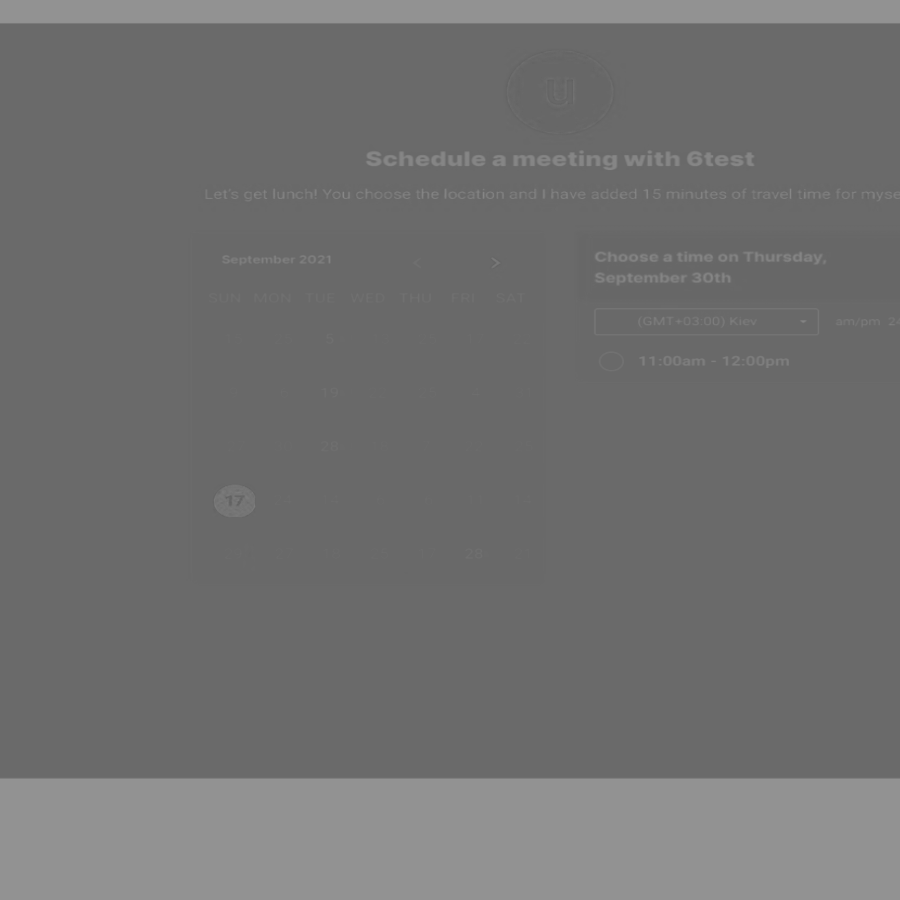 U
Schedule a meeting with 6test
Let's get lunch! You choose the location and I have added 15 minutes of travel time for myse
September 2021 < >
SUN MON TUE WED THU FRI SAT
5
19
28
17
28
Choose a time on Thursday,
September 30th
(GMT+03:00) Kiev
am/pm 24
11:00am - 12:00pm